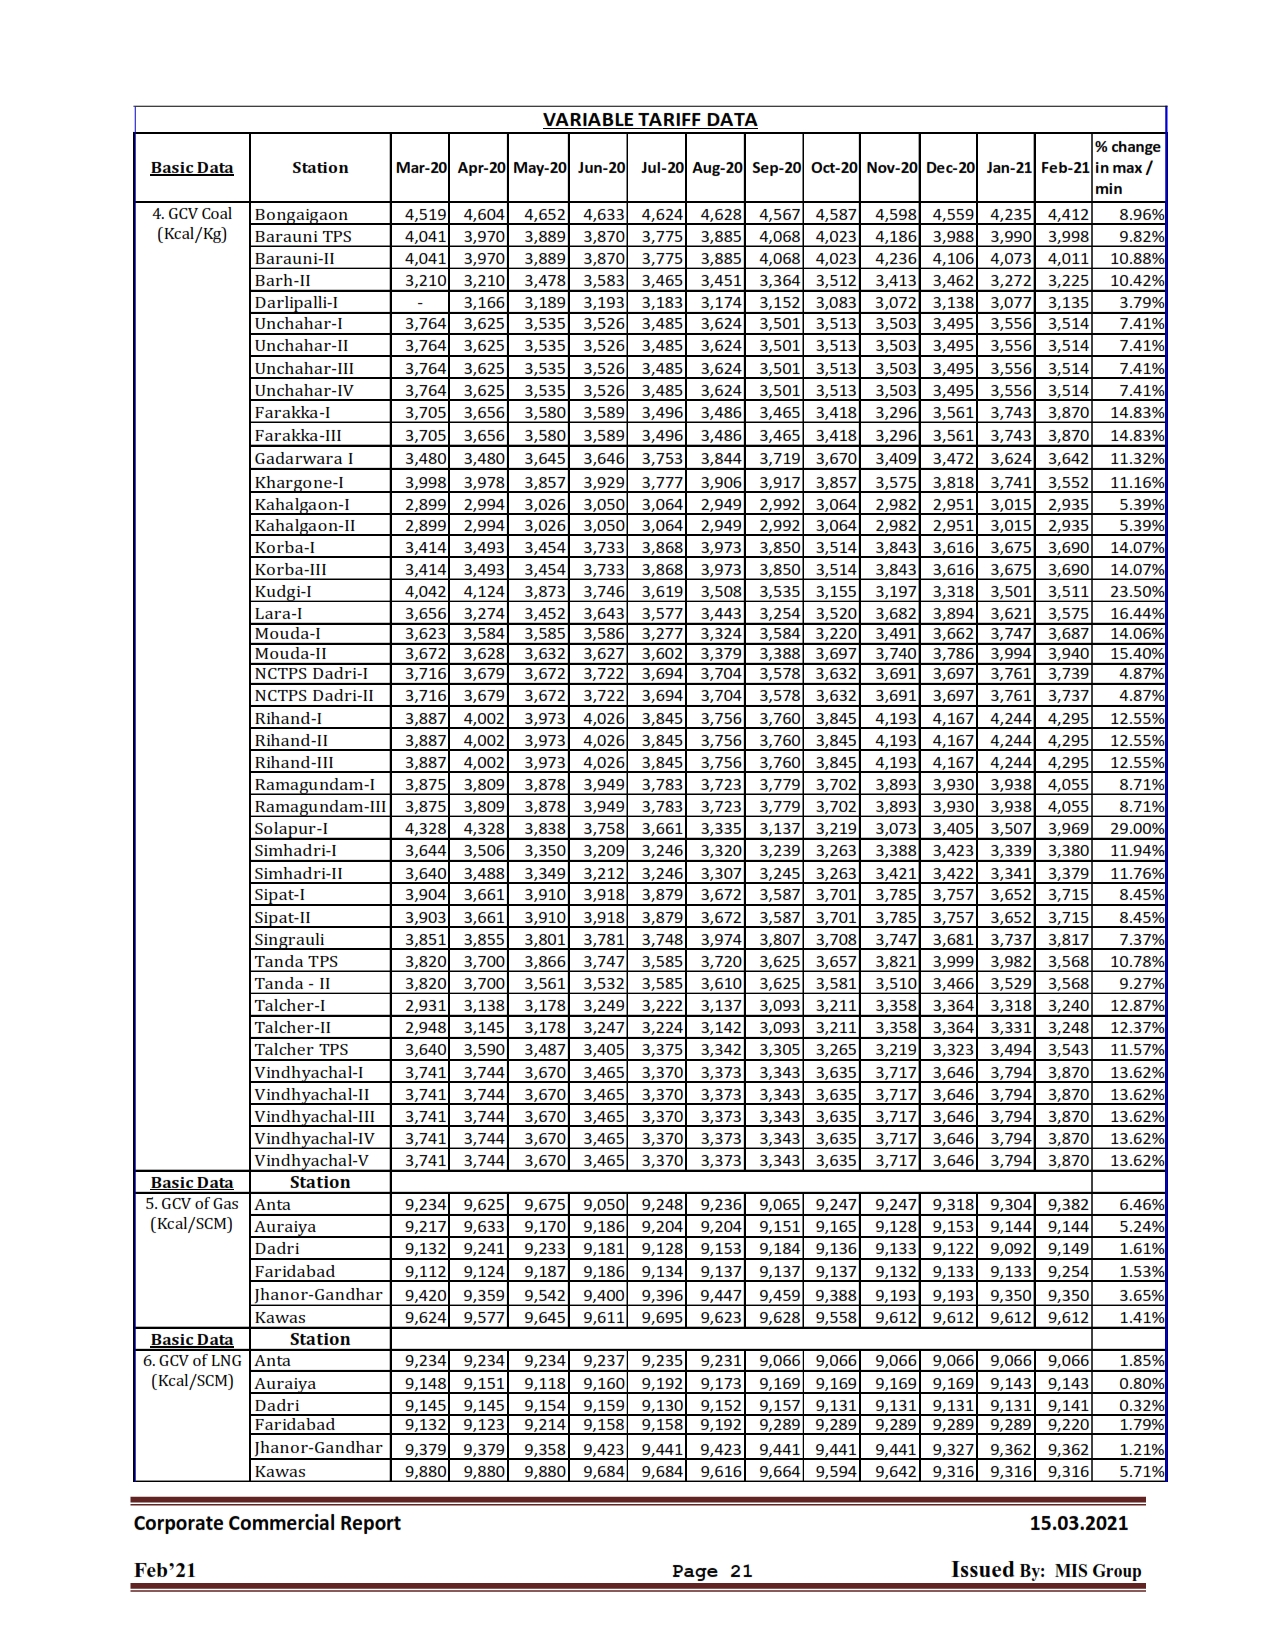 VARIABLE TARIFF DATA
Basic Data Station Mar-20 Apr-20 May-20 Jun-20 Jul-20 Aug-20 Sep-20 Oct-20 Nov-20 Dec-20 Jan-21 Feb-21 % change in max / min
4. GCV Coal (Kcal/Kg)
Bongaigaon 4,519 4,604 4,652 4,633 4,624 4,628 4,567 4,587 4,598 4,559 4,235 4,412 8.96%
Barauni TPS 4,041 3,970 3,889 3,870 3,775 3,885 4,068 4,023 4,186 3,988 3,990 3,998 9.82%
Barauni-II 4,041 3,970 3,889 3,870 3,775 3,885 4,068 4,023 4,236 4,106 4,073 4,011 10.88%
Barh-II 3,210 3,210 3,478 3,583 3,465 3,451 3,364 3,512 3,413 3,462 3,272 3,225 10.42%
Darlipalli-I - 3,166 3,189 3,193 3,183 3,174 3,152 3,083 3,072 3,138 3,077 3,135 3.79%
Unchahar-I 3,764 3,625 3,535 3,526 3,485 3,624 3,501 3,513 3,503 3,495 3,556 3,514 7.41%
Unchahar-II 3,764 3,625 3,535 3,526 3,485 3,624 3,501 3,513 3,503 3,495 3,556 3,514 7.41%
Unchahar-III 3,764 3,625 3,535 3,526 3,485 3,624 3,501 3,513 3,503 3,495 3,556 3,514 7.41%
Unchahar-IV 3,764 3,625 3,535 3,526 3,485 3,624 3,501 3,513 3,503 3,495 3,556 3,514 7.41%
Farakka-I 3,705 3,656 3,580 3,589 3,496 3,486 3,465 3,418 3,296 3,561 3,743 3,870 14.83%
Farakka-III 3,705 3,656 3,580 3,589 3,496 3,486 3,465 3,418 3,296 3,561 3,743 3,870 14.83%
Gadarwara I 3,480 3,480 3,645 3,646 3,753 3,844 3,719 3,670 3,409 3,472 3,624 3,642 11.32%
Khargone-I 3,998 3,978 3,857 3,929 3,777 3,906 3,917 3,857 3,575 3,818 3,741 3,552 11.16%
Kahalgaon-I 2,899 2,994 3,026 3,050 3,064 2,949 2,992 3,064 2,982 2,951 3,015 2,935 5.39%
Kahalgaon-II 2,899 2,994 3,026 3,050 3,064 2,949 2,992 3,064 2,982 2,951 3,015 2,935 5.39%
Korba-I 3,414 3,493 3,454 3,733 3,868 3,973 3,850 3,514 3,843 3,616 3,675 3,690 14.07%
Korba-III 3,414 3,493 3,454 3,733 3,868 3,973 3,850 3,514 3,843 3,616 3,675 3,690 14.07%
Kudgi-I 4,042 4,124 3,873 3,746 3,619 3,508 3,535 3,155 3,197 3,318 3,501 3,511 23.50%
Lara-I 3,656 3,274 3,452 3,643 3,577 3,443 3,254 3,520 3,682 3,894 3,621 3,575 16.44%
Mouda-I 3,623 3,584 3,585 3,586 3,277 3,324 3,584 3,220 3,491 3,662 3,747 3,687 14.06%
Mouda-II 3,672 3,628 3,632 3,627 3,602 3,379 3,388 3,697 3,740 3,786 3,994 3,940 15.40%
NCTPS Dadri-I 3,716 3,679 3,672 3,722 3,694 3,704 3,578 3,632 3,691 3,697 3,761 3,739 4.87%
NCTPS Dadri-II 3,716 3,679 3,672 3,722 3,694 3,704 3,578 3,632 3,691 3,697 3,761 3,737 4.87%
Rihand-I 3,887 4,002 3,973 4,026 3,845 3,756 3,760 3,845 4,193 4,167 4,244 4,295 12.55%
Rihand-II 3,887 4,002 3,973 4,026 3,845 3,756 3,760 3,845 4,193 4,167 4,244 4,295 12.55%
Rihand-III 3,887 4,002 3,973 4,026 3,845 3,756 3,760 3,845 4,193 4,167 4,244 4,295 12.55%
Ramagundam-I 3,875 3,809 3,878 3,949 3,783 3,723 3,779 3,702 3,893 3,930 3,938 4,055 8.71%
Ramagundam-III 3,875 3,809 3,878 3,949 3,783 3,723 3,779 3,702 3,893 3,930 3,938 4,055 8.71%
Solapur-I 4,328 4,328 3,838 3,758 3,661 3,335 3,137 3,219 3,073 3,405 3,507 3,969 29.00%
Simhadri-I 3,644 3,506 3,350 3,209 3,246 3,320 3,239 3,263 3,388 3,423 3,339 3,380 11.94%
Simhadri-II 3,640 3,488 3,349 3,212 3,246 3,307 3,245 3,263 3,421 3,422 3,341 3,379 11.76%
Sipat-I 3,904 3,661 3,910 3,918 3,879 3,672 3,587 3,701 3,785 3,757 3,652 3,715 8.45%
Sipat-II 3,903 3,661 3,910 3,918 3,879 3,672 3,587 3,701 3,785 3,757 3,652 3,715 8.45%
Singrauli 3,851 3,855 3,801 3,781 3,748 3,974 3,807 3,708 3,747 3,681 3,737 3,817 7.37%
Tanda TPS 3,820 3,700 3,866 3,747 3,585 3,720 3,625 3,657 3,821 3,999 3,982 3,568 10.78%
Tanda - II 3,820 3,700 3,561 3,532 3,585 3,610 3,625 3,581 3,510 3,466 3,529 3,568 9.27%
Talcher-I 2,931 3,138 3,178 3,249 3,222 3,137 3,093 3,211 3,358 3,364 3,318 3,240 12.87%
Talcher-II 2,948 3,145 3,178 3,247 3,224 3,142 3,093 3,211 3,358 3,364 3,331 3,248 12.37%
Talcher TPS 3,640 3,590 3,487 3,405 3,375 3,342 3,305 3,265 3,219 3,323 3,494 3,543 11.57%
Vindhyachal-I 3,741 3,744 3,670 3,465 3,370 3,373 3,343 3,635 3,717 3,646 3,794 3,870 13.62%
Vindhyachal-II 3,741 3,744 3,670 3,465 3,370 3,373 3,343 3,635 3,717 3,646 3,794 3,870 13.62%
Vindhyachal-III 3,741 3,744 3,670 3,465 3,370 3,373 3,343 3,635 3,717 3,646 3,794 3,870 13.62%
Vindhyachal-IV 3,741 3,744 3,670 3,465 3,370 3,373 3,343 3,635 3,717 3,646 3,794 3,870 13.62%
Vindhyachal-V 3,741 3,744 3,670 3,465 3,370 3,373 3,343 3,635 3,717 3,646 3,794 3,870 13.62%
Basic Data Station
5. GCV of Gas (Kcal/SCM)
Anta 9,234 9,625 9,675 9,050 9,248 9,236 9,065 9,247 9,247 9,318 9,304 9,382 6.46%
Auraiya 9,217 9,633 9,170 9,186 9,204 9,204 9,151 9,165 9,128 9,153 9,144 9,144 5.24%
Dadri 9,132 9,241 9,233 9,181 9,128 9,153 9,184 9,136 9,133 9,122 9,092 9,149 1.61%
Faridabad 9,112 9,124 9,187 9,186 9,134 9,137 9,137 9,137 9,132 9,133 9,133 9,254 1.53%
Jhanor-Gandhar 9,420 9,359 9,542 9,400 9,396 9,447 9,459 9,388 9,193 9,193 9,350 9,350 3.65%
Kawas 9,624 9,577 9,645 9,611 9,695 9,623 9,628 9,558 9,612 9,612 9,612 9,612 1.41%
Basic Data Station
6. GCV of LNG (Kcal/SCM)
Anta 9,234 9,234 9,234 9,237 9,235 9,231 9,066 9,066 9,066 9,066 9,066 9,066 1.85%
Auraiya 9,148 9,151 9,118 9,160 9,192 9,173 9,169 9,169 9,169 9,169 9,143 9,143 0.80%
Dadri 9,145 9,145 9,154 9,159 9,130 9,152 9,157 9,131 9,131 9,131 9,131 9,141 0.32%
Faridabad 9,132 9,123 9,214 9,158 9,158 9,192 9,289 9,289 9,289 9,289 9,289 9,220 1.79%
Jhanor-Gandhar 9,379 9,379 9,358 9,423 9,441 9,423 9,441 9,441 9,441 9,327 9,362 9,362 1.21%
Kawas 9,880 9,880 9,880 9,684 9,684 9,616 9,664 9,594 9,642 9,316 9,316 9,316 5.71%
Corporate Commercial Report 15.03.2021
Feb’21 Page 21 Issued By: MIS Group